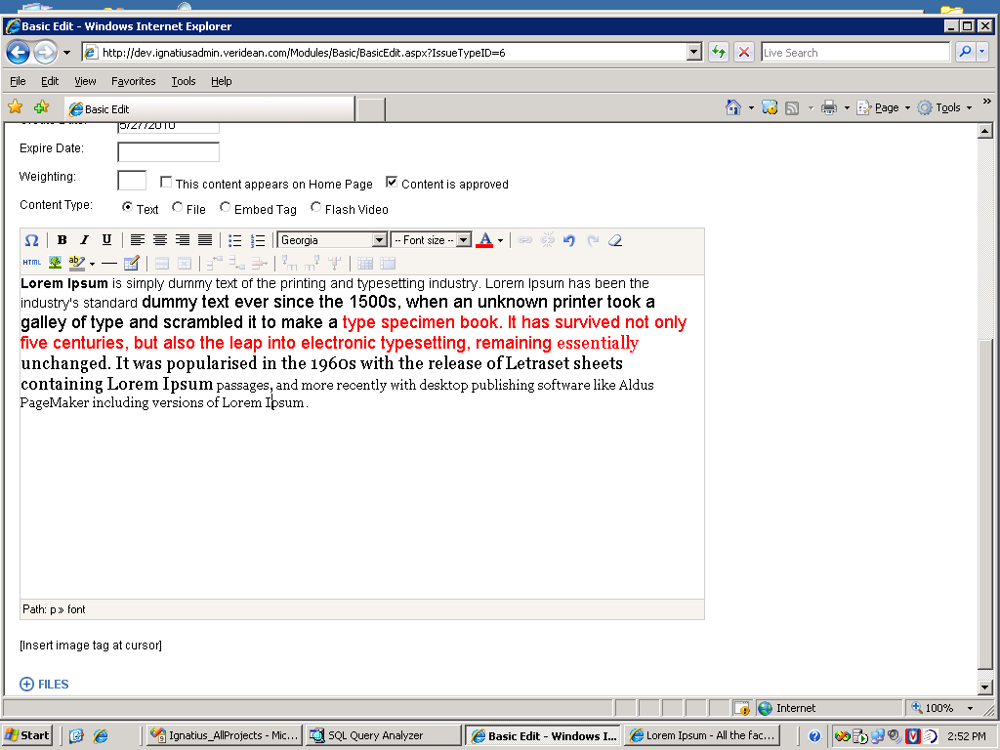 Basic Edit - Windows Internet Explorer
http://dev.ignatiusadmin.veridean.com/Modules/Basic/BasicEdit.aspx?IssueTypeID=6
Live Search
File Edit View Favorites Tools Help
Basic Edit
Page Tools »
5/27/2010
Expire Date:
Weighting: This content appears on Home Page Content is approved
Content Type: Text File Embed Tag Flash Video
Ω B I U Georgia -- Font size -- A
HTML ab
Lorem Ipsum is simply dummy text of the printing and typesetting industry. Lorem Ipsum has been the
industry's standard dummy text ever since the 1500s, when an unknown printer took a
galley of type and scrambled it to make a type specimen book. It has survived not only
five centuries, but also the leap into electronic typesetting, remaining essentially
unchanged. It was popularised in the 1960s with the release of Letraset sheets
containing Lorem Ipsum passages, and more recently with desktop publishing software like Aldus
PageMaker including versions of Lorem Ipsum.
Path: p » font
[Insert image tag at cursor]
FILES
Internet 100%
Start Ignatius_AllProjects - Mic... SQL Query Analyzer Basic Edit - Windows I... Lorem Ipsum - All the fac... 2:52 PM